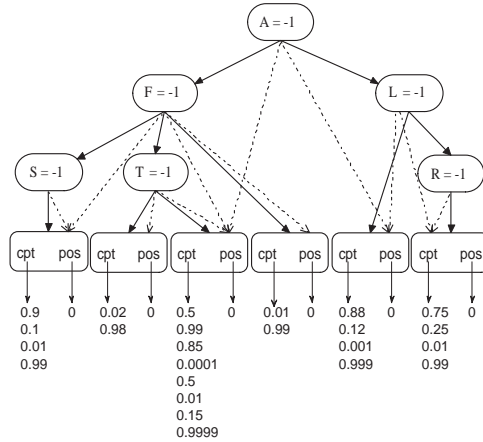 A = -1
F = -1
L = -1
S = -1
T = -1
R = -1
cpt pos cpt pos cpt pos cpt pos cpt pos cpt pos
0.9 0 0.02 0 0.5 0 0.01 0 0.88 0 0.75 0
0.1 0.98 0.99 0.99 0.12 0.25
0.01 0.85 0.001 0.01
0.99 0.0001 0.999 0.99
0.5
0.01
0.15
0.9999